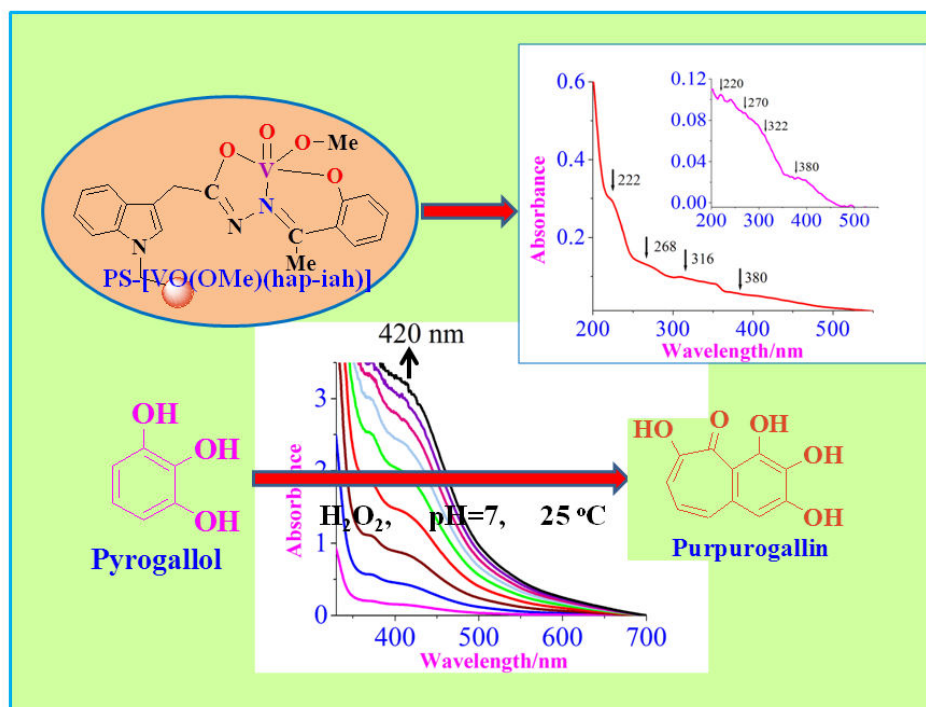 O
O
O—Me
V
O
C
N
N
C
Me
N
PS-[VO(OMe)(hap-iah)]
Absorbance
0.6
0.4
0.2
222
268
316
380
200
300
400
500
Wavelength/nm
0.12
0.08
0.04
0.00
220
270
322
380
200
300
400
500
420 nm
Absorbance
3
2
1
0
400
500
600
700
Wavelength/nm
OH
OH
OH
Pyrogallol
H₂O₂, pH=7, 25 °C
HO
O
OH
OH
OH
Purpurogallin